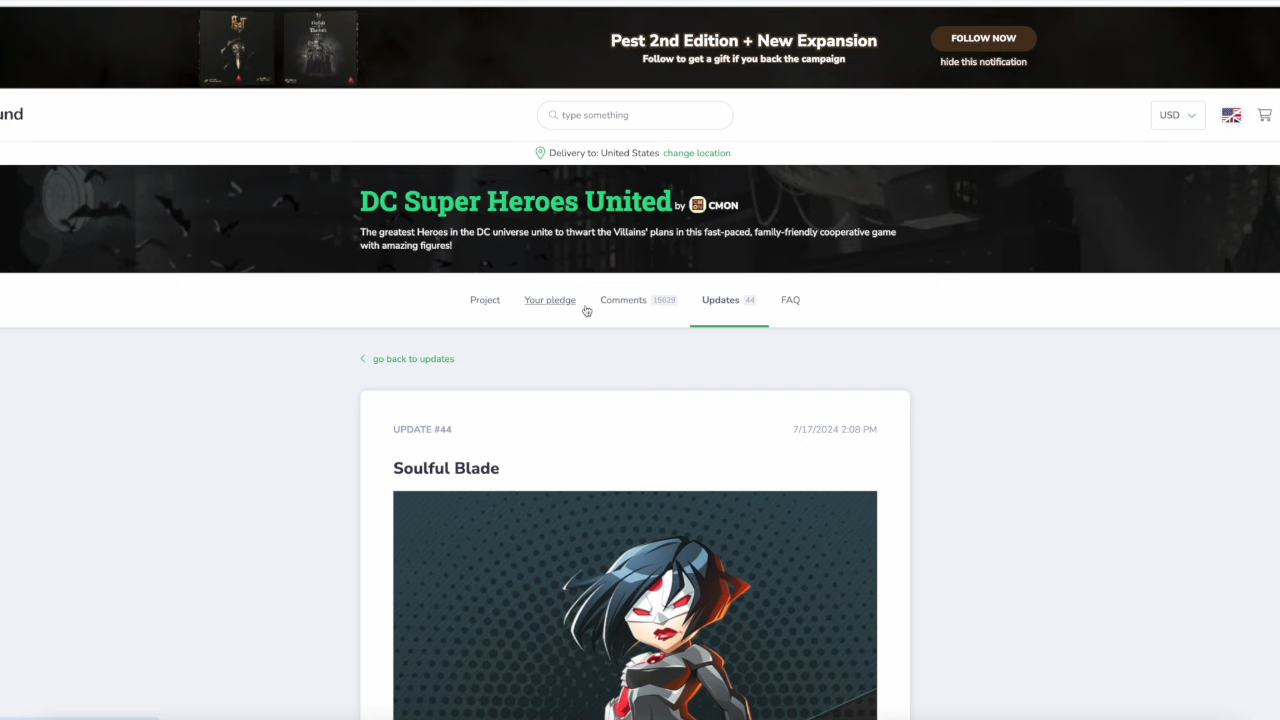 Pest 2nd Edition + New Expansion
Follow to get a gift if you back the campaign
FOLLOW NOW
hide this notification
und
type something
USD
Delivery to: United States change location
DC Super Heroes United by CMON
The greatest Heroes in the DC universe unite to thwart the Villains' plans in this fast-paced, family-friendly cooperative game
with amazing figures!
Project
Your pledge
Comments 15629
Updates 44
FAQ
go back to updates
UPDATE #44
7/17/2024 2:08 PM
Soulful Blade